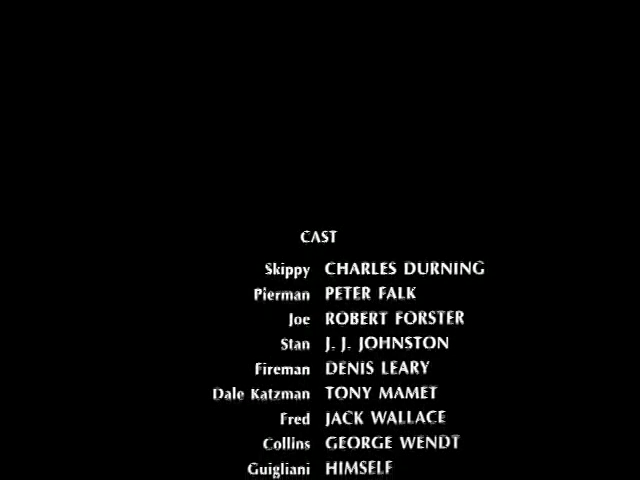 CAST
Skippy CHARLES DURNING
Pierman PETER FALK
Joe ROBERT FORSTER
Stan J. J. JOHNSTON
Fireman DENIS LEARY
Dale Katzman TONY MAMET
Fred JACK WALLACE
Collins GEORGE WENDT
Guigliani HIMSELF